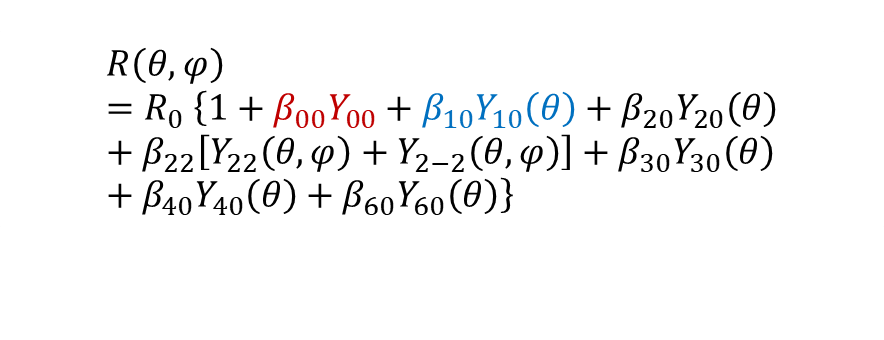 R(θ, φ)
= R₀ {1 + β₀₀Y₀₀ + β₁₀Y₁₀(θ) + β₂₀Y₂₀(θ)
+ β₂₂[Y₂₂(θ, φ) + Y₂₋₂(θ, φ)] + β₃₀Y₃₀(θ)
+ β₄₀Y₄₀(θ) + β₆₀Y₆₀(θ)}